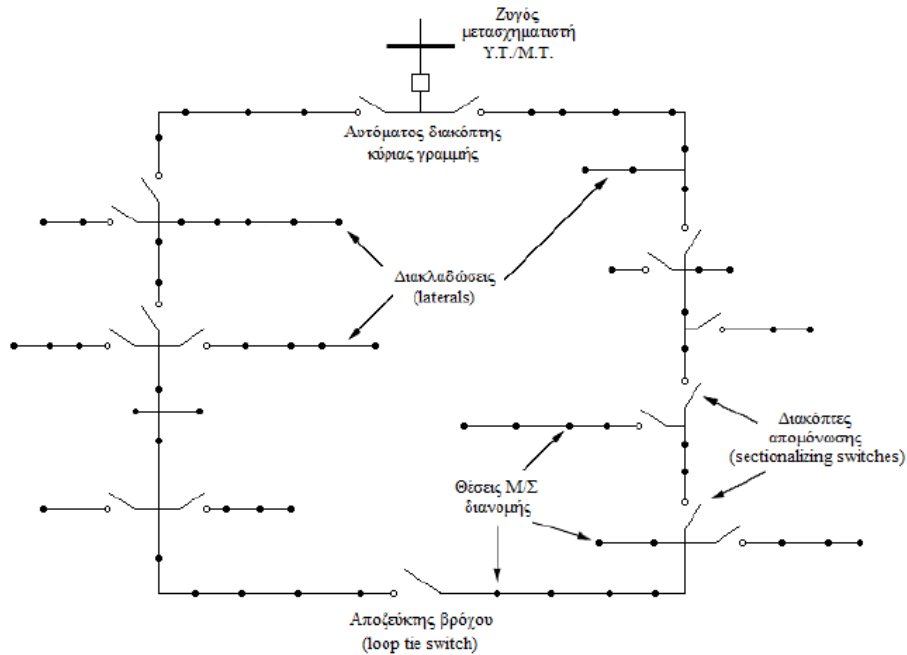 Ζυγός
μετασχηματιστή
Υ.Τ./Μ.Τ.
Αυτόματος διακόπτης
κύριας γραμμής
Διακλαδώσεις
(laterals)
Διακόπτες
απομόνωσης
(sectionalizing switches)
Θέσεις Μ/Σ
διανομής
Αποζεύκτης βρόχου
(loop tie switch)